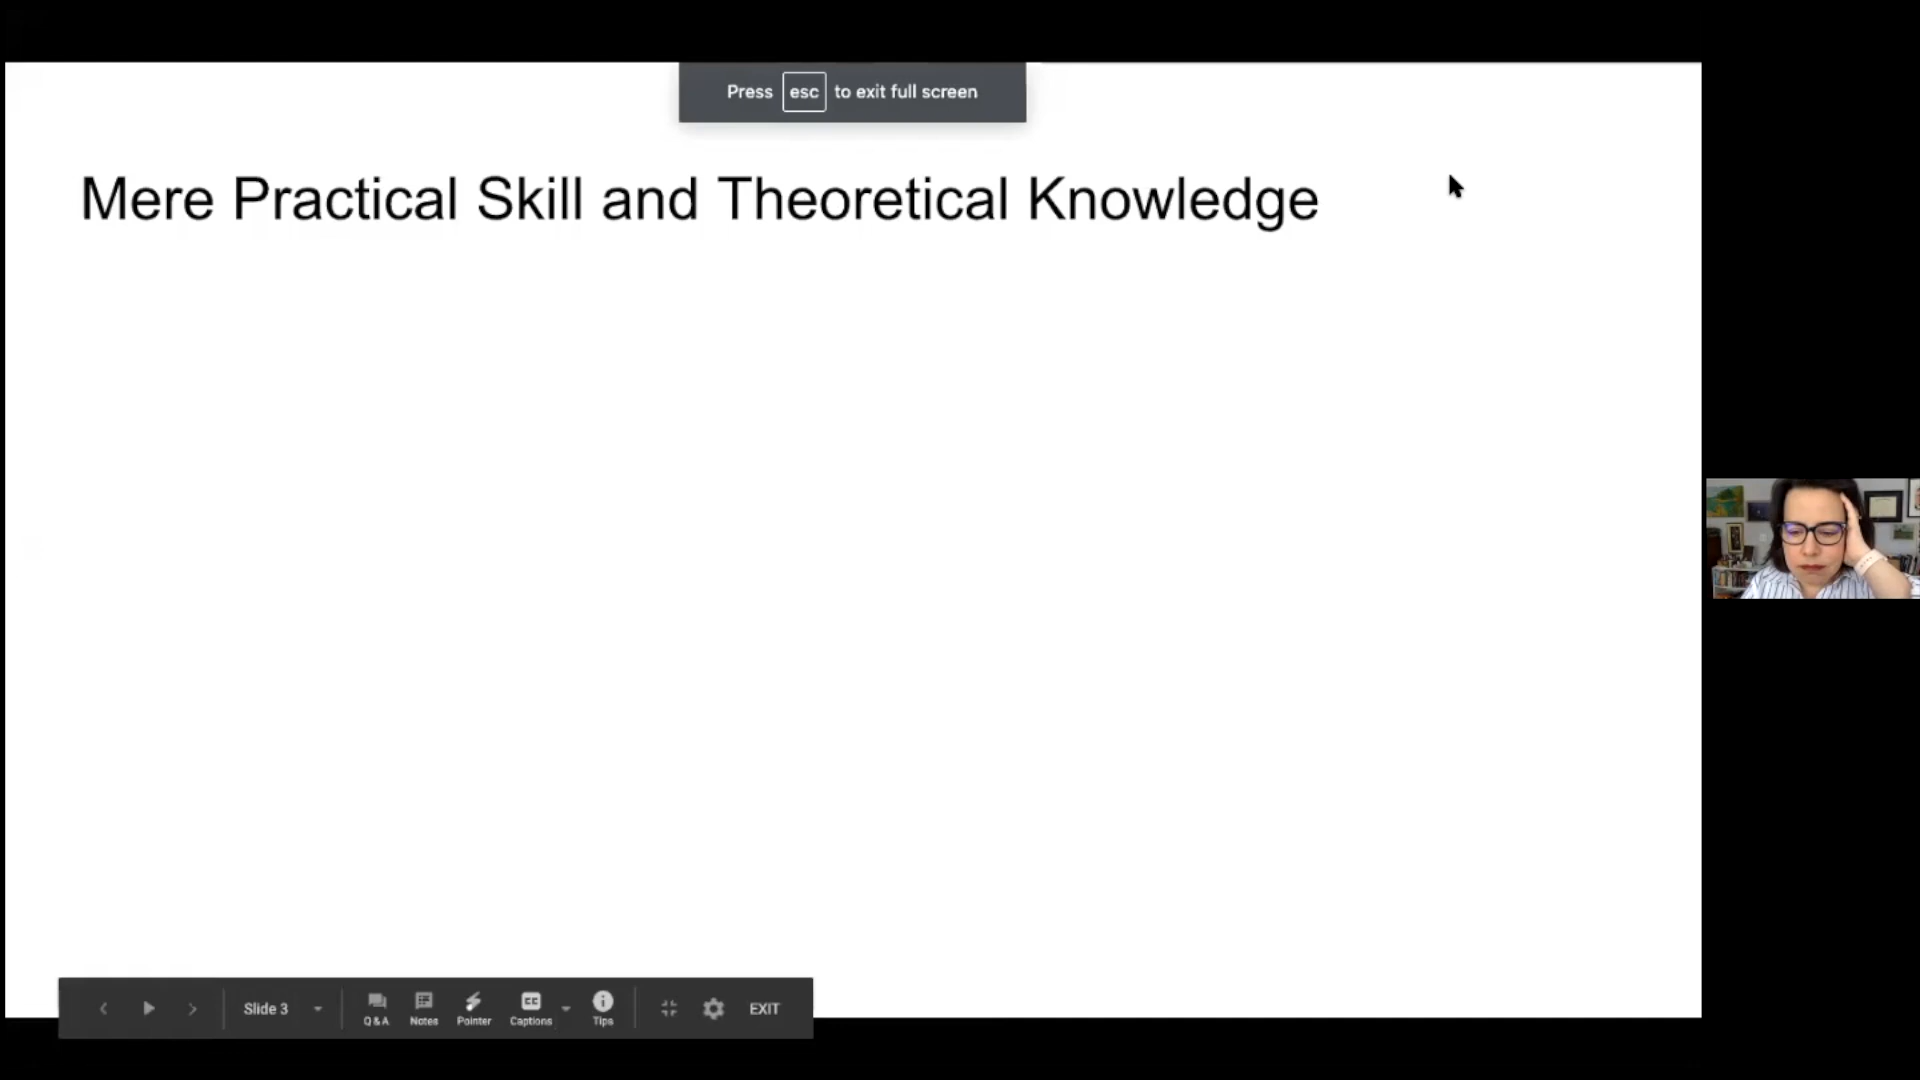 Press esc to exit full screen
Mere Practical Skill and Theoretical Knowledge
Slide 3
Q & A
Notes
Pointer
CC
Captions
Tips
EXIT